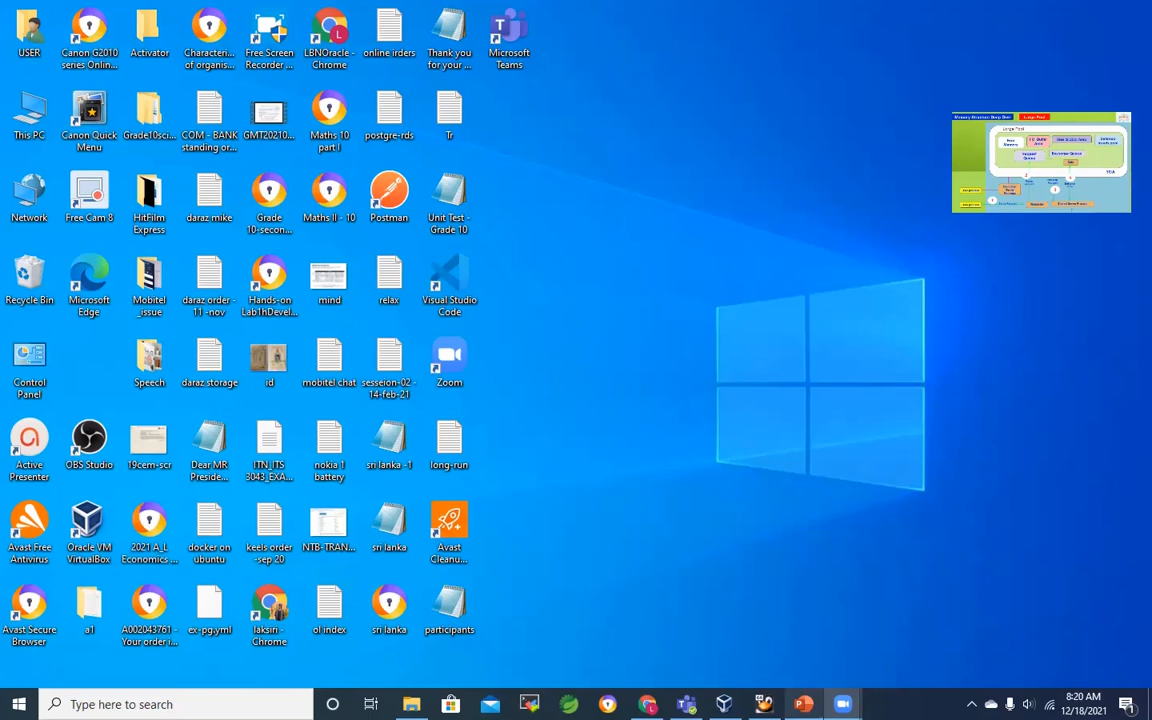 USER
Canon G2010
series Onlin...
Activator
Characteri...
of organis...
Free Screen
Recorder ...
LBNOracle -
Chrome
online irders
Thank you
for your ...
Microsoft
Teams
This PC
Canon Quick
Menu
Grade10sci...
COM - BANK
standing or...
GMT20210...
Maths 10
part I
postgre-rds
Tr
Network
Free Cam 8
HitFilm
Express
daraz mike
Grade
10-secon...
Maths II - 10
Postman
Unit Test -
Grade 10
Recycle Bin
Microsoft
Edge
Mobitel
_issue
daraz order -
11 -nov
Hands-on
Lab1hDevel...
mind
relax
Visual Studio
Code
Control
Panel
Speech
daraz storage
id
mobitel chat
sesseion-02 -
14-feb-21
Zoom
Active
Presenter
OBS Studio
19cem-scr
Dear MR
Preside...
ITN_ITS
3043_EXA...
nokia 1
battery
sri lanka -1
long-run
Avast Free
Antivirus
Oracle VM
VirtualBox
2021 A_L
Economics ...
docker on
ubuntu
keels order
-sep 20
NTB-TRAN...
sri lanka
Avast
Cleanu...
Avast Secure
Browser
a1
A002043761 -
Your order i...
ex-pg.yml
laksiri -
Chrome
ol index
sri lanka
participants
Large Pool
Large Pool
Type here to search
8:20 AM
12/18/2021
1